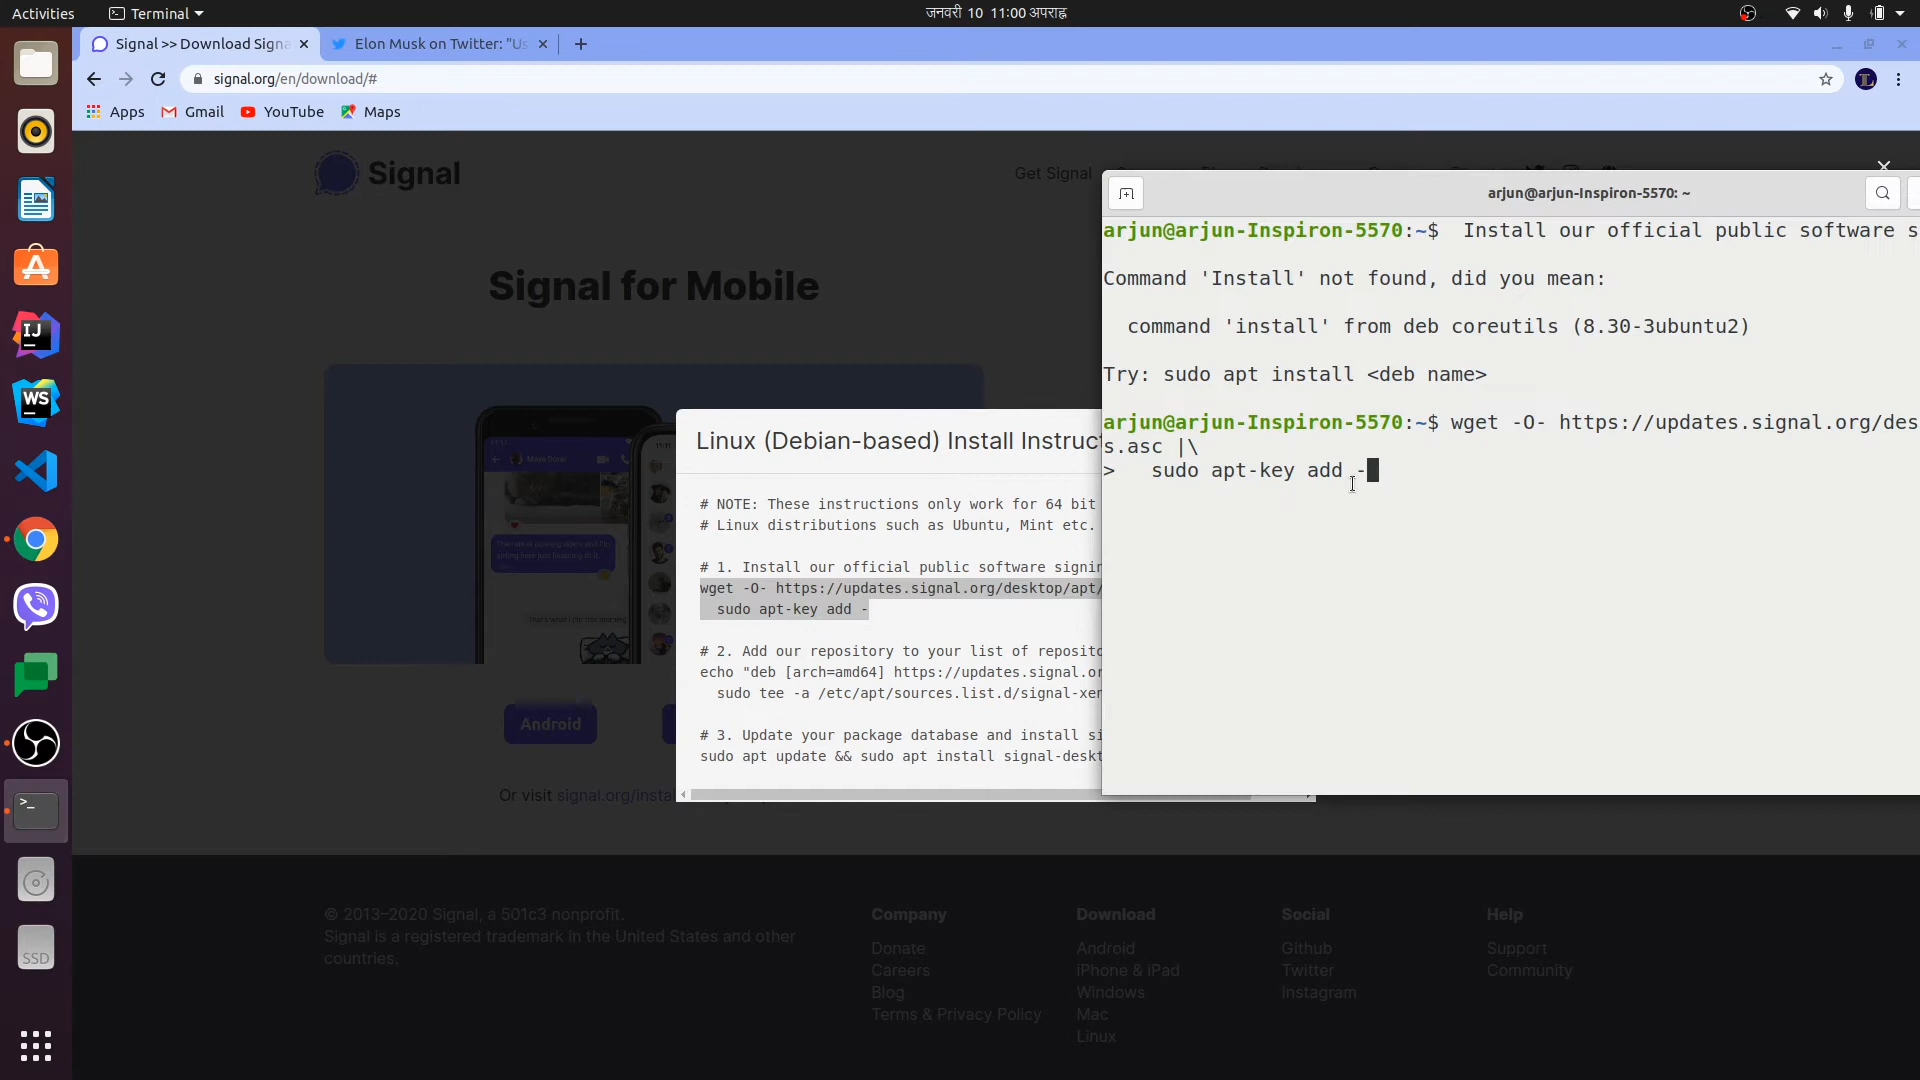 Activities
Terminal
जनवरी 10 11:00 अपराह्न
Signal >> Download Signa
Elon Musk on Twitter: "Us
signal.org/en/download/#
Apps
Gmail
YouTube
Maps
Signal
Get Signal
Signal for Mobile
Android
Or visit signal.org/insta
Linux (Debian-based) Install Instruct
# NOTE: These instructions only work for 64 bit
# Linux distributions such as Ubuntu, Mint etc.
# 1. Install our official public software signin
wget -O- https://updates.signal.org/desktop/apt/
sudo apt-key add -
# 2. Add our repository to your list of reposito
echo "deb [arch=amd64] https://updates.signal.or
sudo tee -a /etc/apt/sources.list.d/signal-xen
# 3. Update your package database and install si
sudo apt update && sudo apt install signal-deskt
arjun@arjun-Inspiron-5570: ~
arjun@arjun-Inspiron-5570:~$ Install our official public software s
Command 'Install' not found, did you mean:
command 'install' from deb coreutils (8.30-3ubuntu2)
Try: sudo apt install <deb name>
arjun@arjun-Inspiron-5570:~$ wget -O- https://updates.signal.org/des
s.asc |\
> sudo apt-key add -
© 2013–2020 Signal, a 501c3 nonprofit.
Signal is a registered trademark in the United States and other
countries.
Company
Donate
Careers
Blog
Terms & Privacy Policy
Download
Android
iPhone & iPad
Windows
Mac
Linux
Social
Github
Twitter
Instagram
Help
Support
Community
IJ
WS
SSD